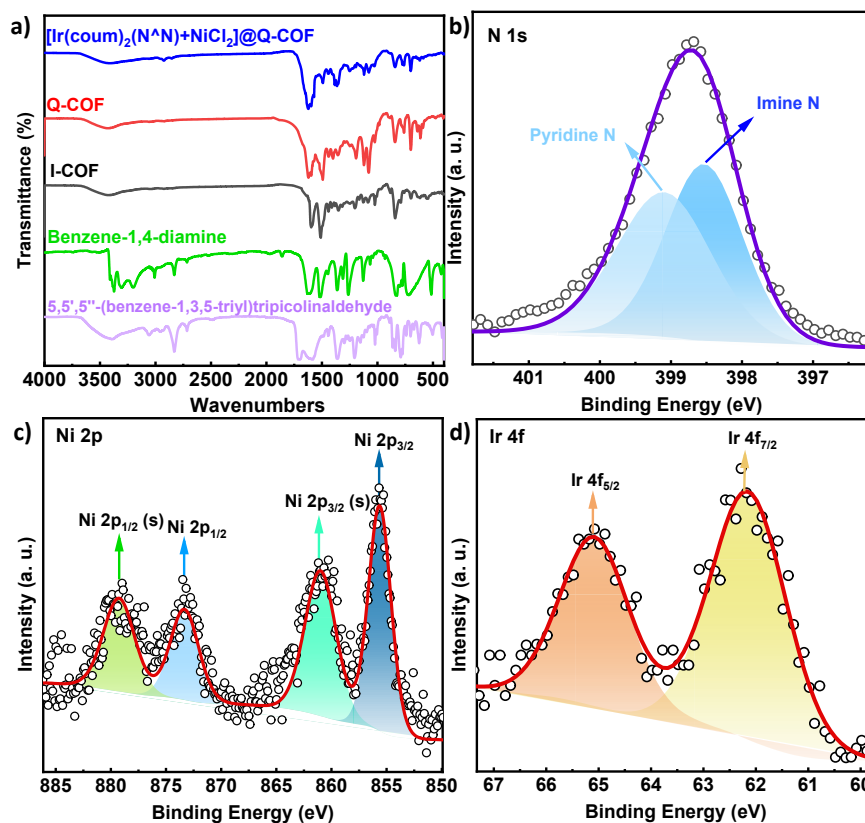 a)
[Ir(coum)₂(N^N)+NiCl₂]@Q-COF
Q-COF
I-COF
Benzene-1,4-diamine
5,5',5''-(benzene-1,3,5-triyl)tripicolinaldehyde
Transmittance (%)
4000 3500 3000 2500 2000 1500 1000 500
Wavenumbers
b)
N 1s
Imine N
Pyridine N
Intensity (a. u.)
401 400 399 398 397
Binding Energy (eV)
c)
Ni 2p
Ni 2p₃/₂
Ni 2p₃/₂ (s)
Ni 2p₁/₂ (s)
Ni 2p₁/₂
Intensity (a. u.)
885 880 875 870 865 860 855 850
Binding Energy (eV)
d)
Ir 4f
Ir 4f₇/₂
Ir 4f₅/₂
Intensity (a. u.)
67 66 65 64 63 62 61 60
Binding Energy (eV)